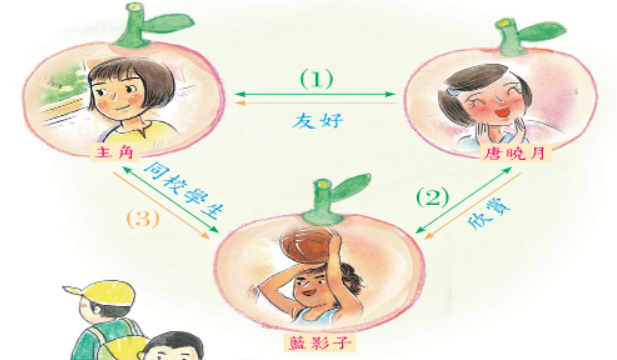 (1)
友好
主角
唐曉月
同校學生
(2)
(3)
欣賞
藍影子